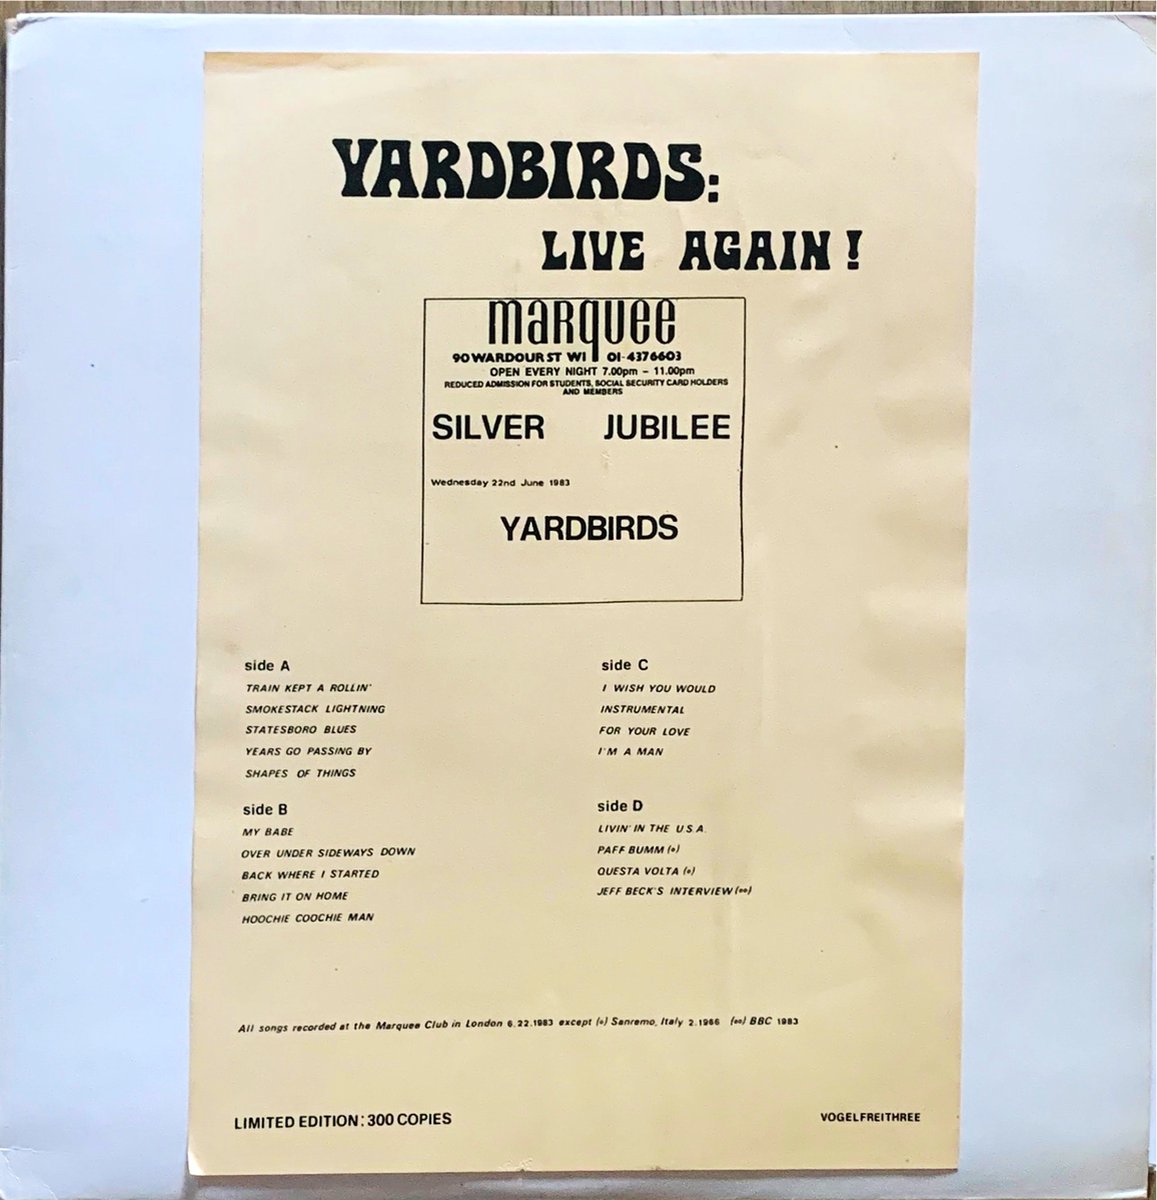 YARDBIRDS:
LIVE AGAIN!
marquee
90 WARDOUR ST W1 01-437 6603
OPEN EVERY NIGHT 7.00pm - 11.00pm
REDUCED ADMISSION FOR STUDENTS, SOCIAL SECURITY CARD HOLDERS
AND MEMBERS
SILVER JUBILEE
Wednesday 22nd June 1983
YARDBIRDS
side A
TRAIN KEPT A ROLLIN'
SMOKESTACK LIGHTNING
STATESBORO BLUES
YEARS GO PASSING BY
SHAPES OF THINGS
side B
MY BABE
OVER UNDER SIDEWAYS DOWN
BACK WHERE I STARTED
BRING IT ON HOME
HOOCHIE COOCHIE MAN
side C
I WISH YOU WOULD
INSTRUMENTAL
FOR YOUR LOVE
I'M A MAN
side D
LIVIN' IN THE U.S.A.
PAFF BUMM (*)
QUESTA VOLTA (*)
JEFF BECK'S INTERVIEW (**)
All songs recorded at the Marquee Club in London 6.22.1983 except (*) Sanremo, Italy 2.1966 (**) BBC 1983
LIMITED EDITION: 300 COPIES
VOGELFREITHREE